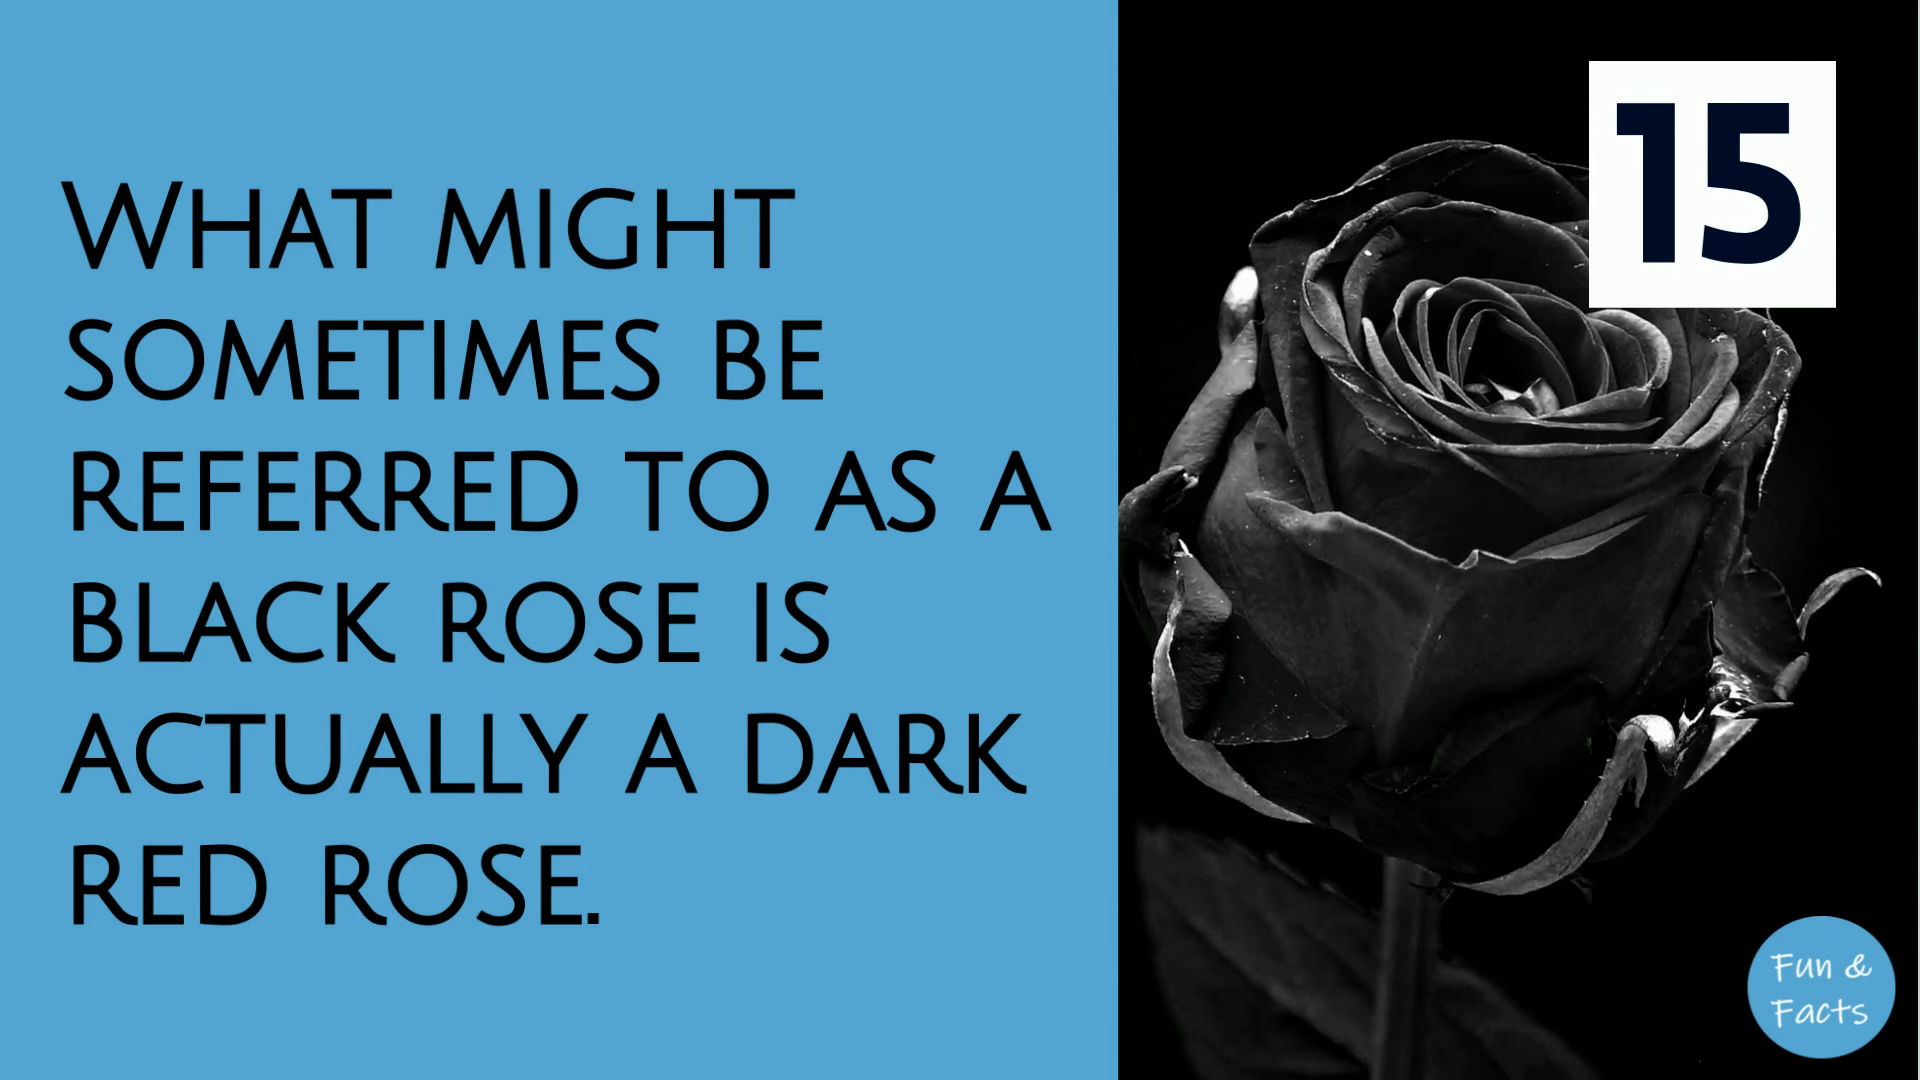 What might
sometimes be
referred to as a
black rose is
actually a dark
red rose.
15
Fun &
Facts